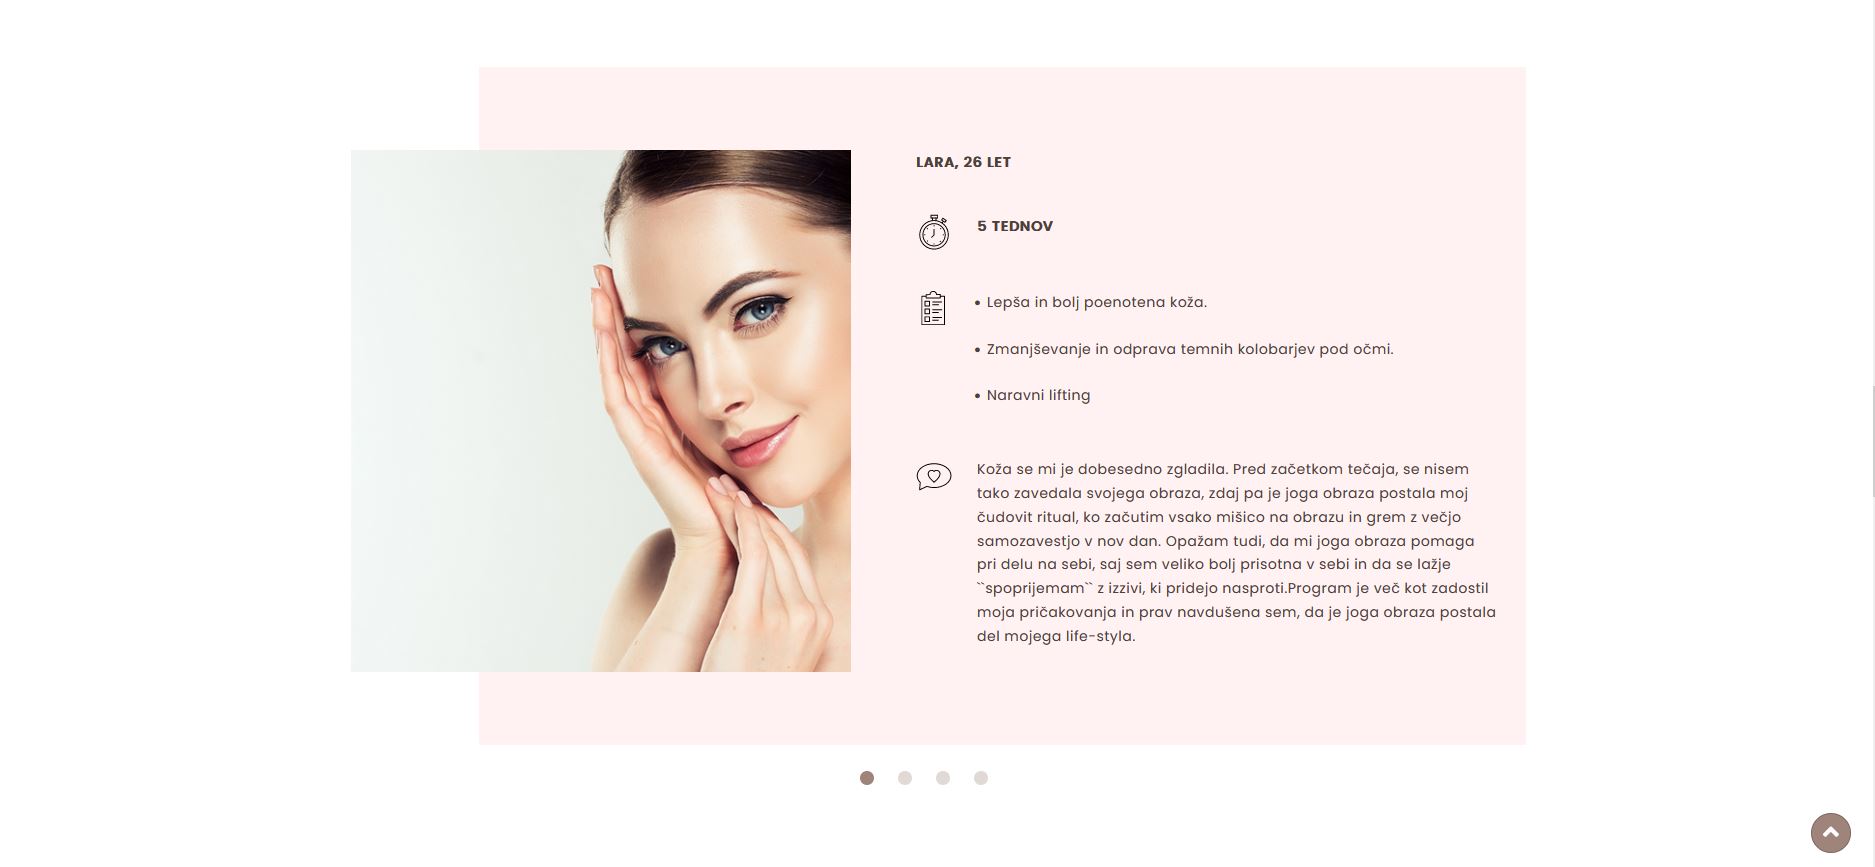 LARA, 26 LET
5 TEDNOV
• Lepša in bolj poenotena koža.
• Zmanjševanje in odprava temnih kolobarjev pod očmi.
• Naravni lifting
Koža se mi je dobesedno zgladila. Pred začetkom tečaja, se nisem
tako zavedala svojega obraza, zdaj pa je joga obraza postala moj
čudovit ritual, ko začutim vsako mišico na obrazu in grem z večjo
samozavestjo v nov dan. Opažam tudi, da mi joga obraza pomaga
pri delu na sebi, saj sem veliko bolj prisotna v sebi in da se lažje
``spoprijemam`` z izzivi, ki pridejo nasproti.Program je več kot zadostil
moja pričakovanja in prav navdušena sem, da je joga obraza postala
del mojega life-styla.